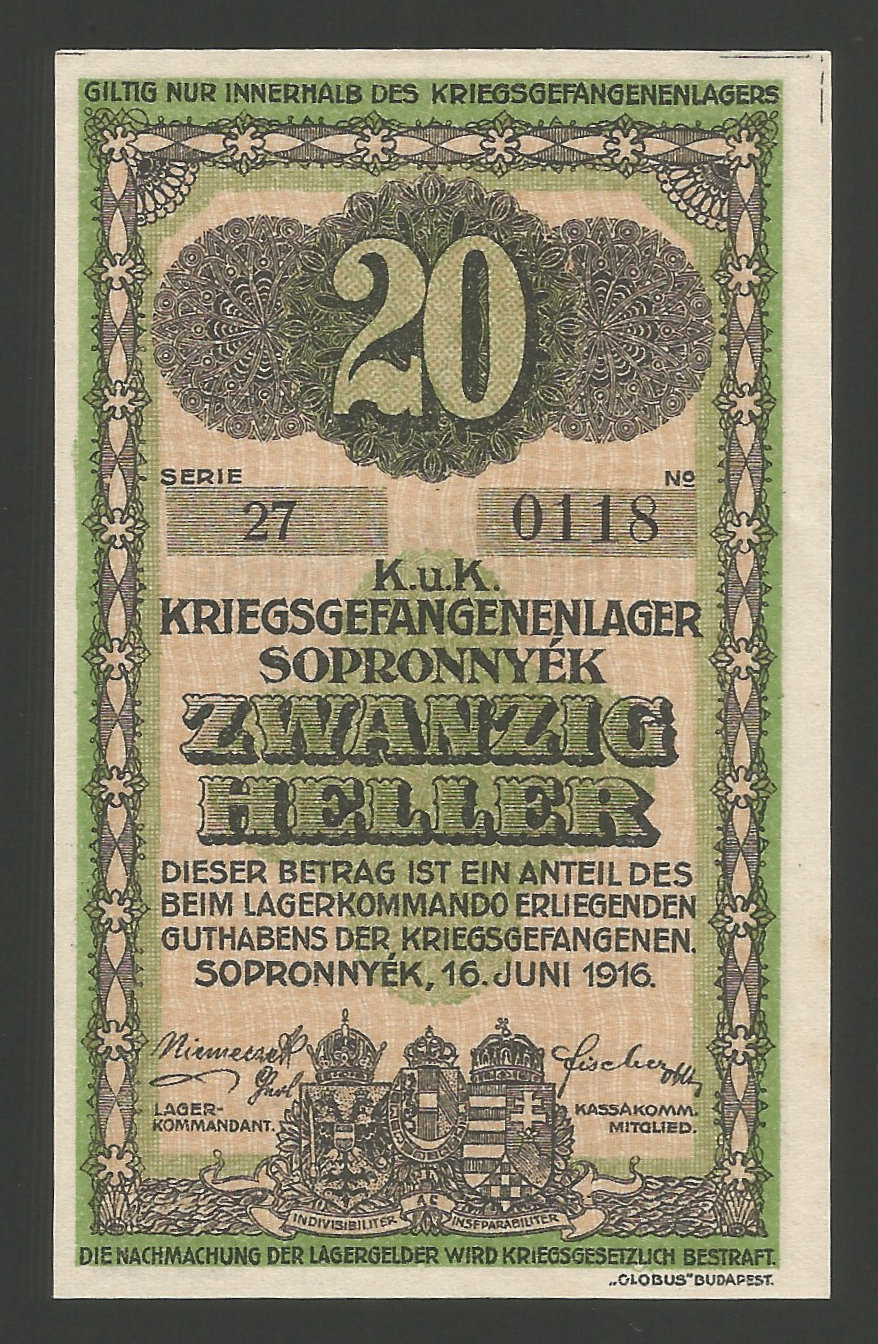 GILTIG NUR INNERHALB DES KRIEGSGEFANGENENLAGERS
20
SERIE Nº
27 0118
K.u.K.
KRIEGSGEFANGENENLAGER
SOPRONNYÉK
ZWANZIG
HELLER
DIESER BETRAG IST EIN ANTEIL DES
BEIM LAGERKOMMANDO ERLIEGENDEN
GUTHABENS DER KRIEGSGEFANGENEN.
SOPRONNYÉK, 16. JUNI 1916.
Fischer
LAGER-
KOMMANDANT.
KASSAKOMM.
MITGLIED.
INDIVISIBILITER AC INSEPARABILITER
DIE NACHMACHUNG DER LAGERGELDER WIRD KRIEGSGESETZLICH BESTRAFT.
„GLOBUS" BUDAPEST.